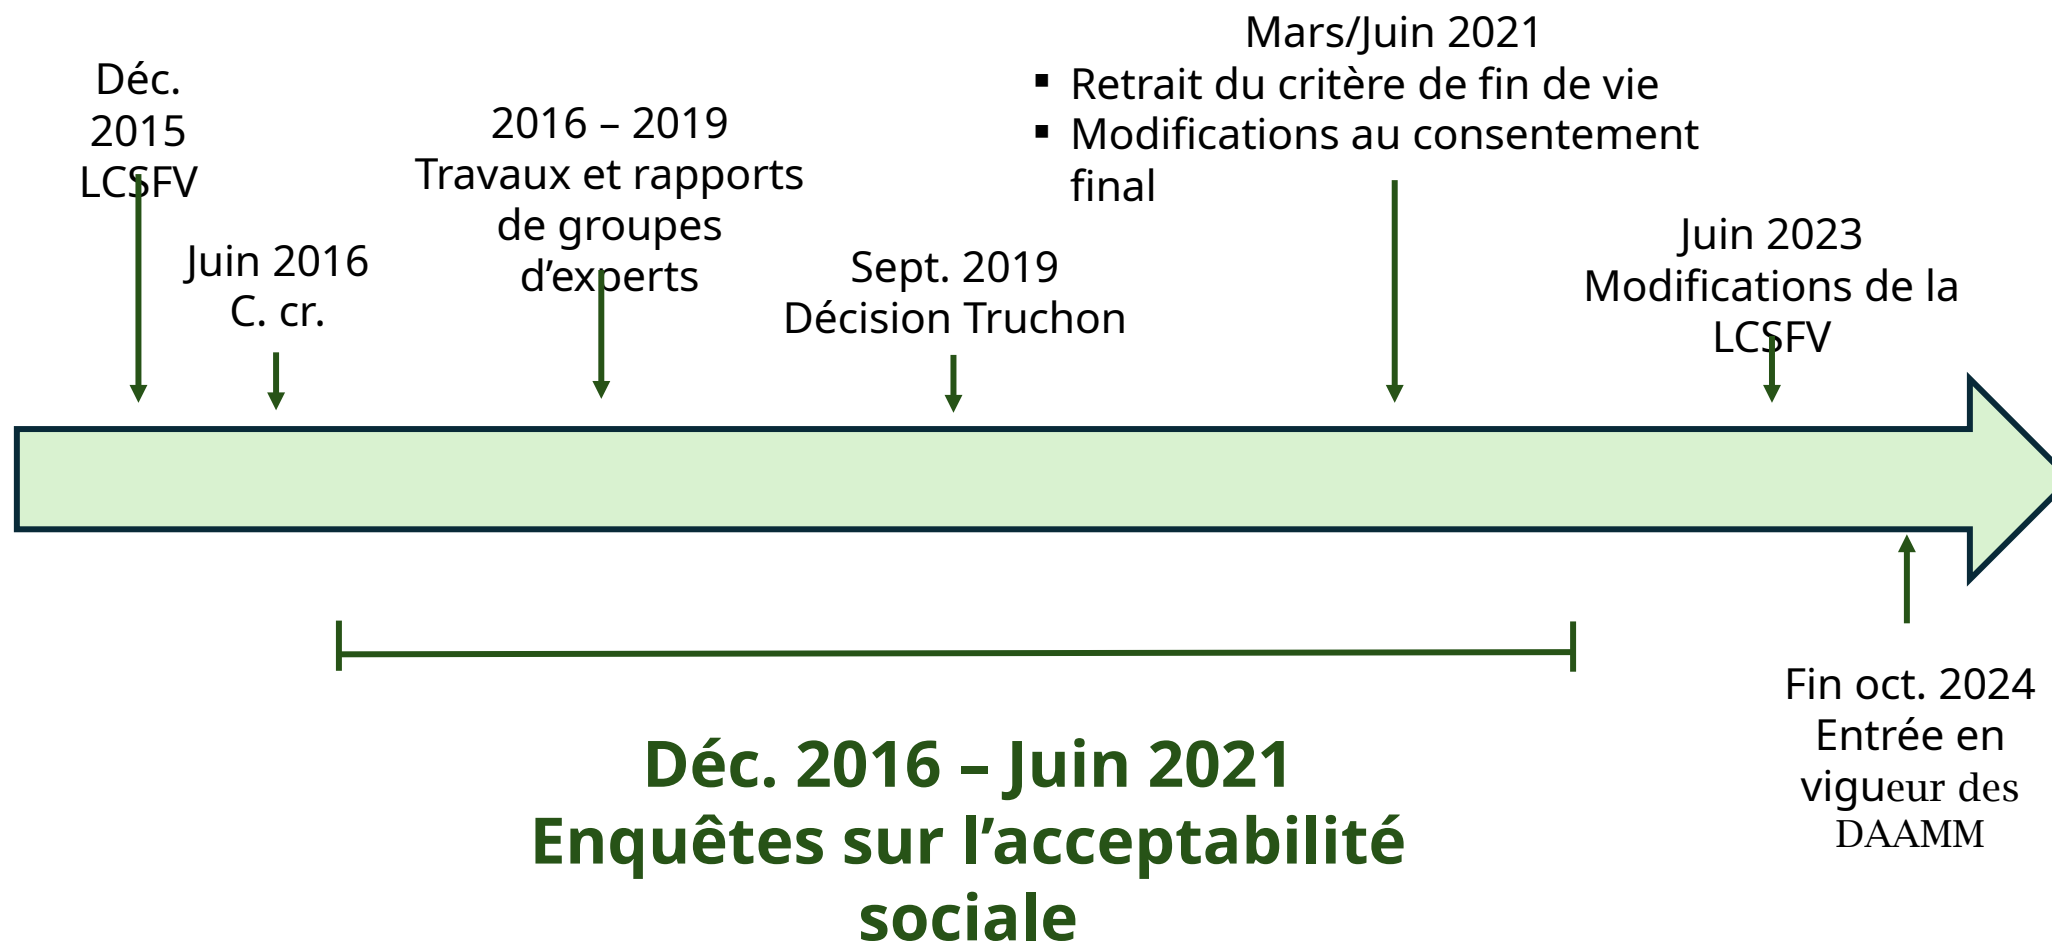 Déc.
2015
LCSFV
Juin 2016
C. cr.
2016 – 2019
Travaux et rapports
de groupes
d’experts
Sept. 2019
Décision Truchon
Mars/Juin 2021
▪ Retrait du critère de fin de vie
▪ Modifications au consentement
final
Juin 2023
Modifications de la
LCSFV
Déc. 2016 – Juin 2021
Enquêtes sur l’acceptabilité
sociale
Fin oct. 2024
Entrée en
vigueur des
DAAMM